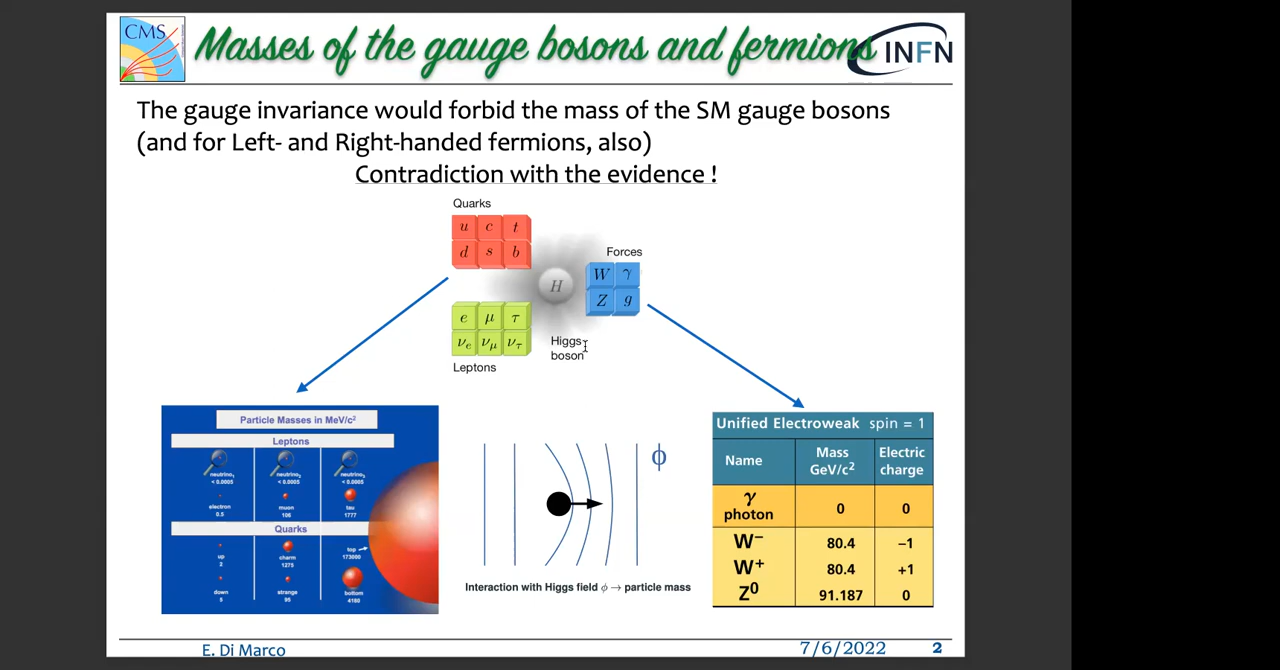 CMS
Masses of the gauge bosons and fermions
INFN
The gauge invariance would forbid the mass of the SM gauge bosons
(and for Left- and Right-handed fermions, also)
Contradiction with the evidence !
Quarks
u c t
d s b
Forces
W γ
Z g
H
e μ τ
νe νμ ντ
Higgs
boson
Leptons
Particle Masses in MeV/c²
Leptons
neutrino₁ neutrino₂ neutrino₃
< 0.0005 < 0.0005 < 0.0005
electron muon tau
0.5 106 1777
Quarks
up charm top
2 1275 173000
down strange bottom
5 95 4180
ϕ
Interaction with Higgs field ϕ → particle mass
Unified Electroweak spin = 1
Name Mass GeV/c² Electric charge
γ photon 0 0
W⁻ 80.4 −1
W⁺ 80.4 +1
Z⁰ 91.187 0
E. Di Marco
7/6/2022
2